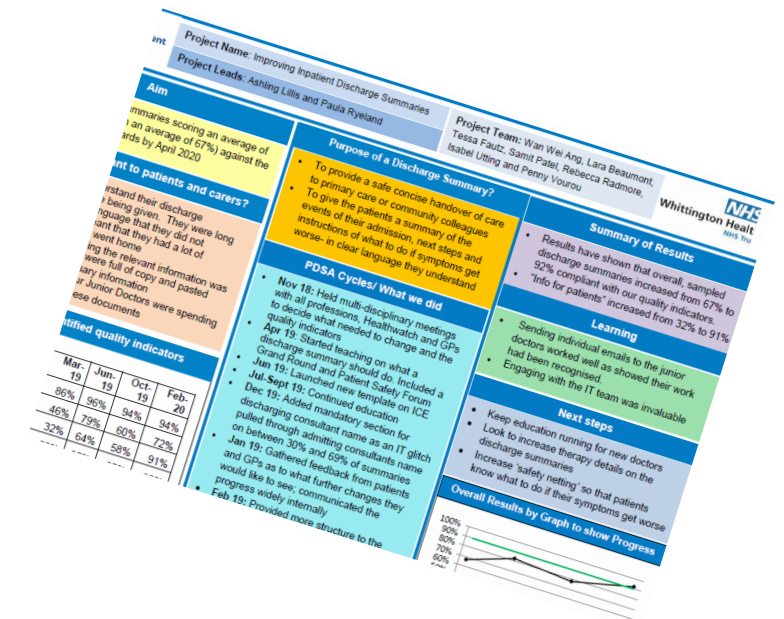 ent
Project Name: Improving Inpatient Discharge Summaries
Project Leads: Ashling Lillis and Paula Ryeland
Project Team: Wan Wei Ang, Lara Beaumont,
Tessa Fautz, Samit Patel, Rebecca Radmore,
Isabel Utting and Penny Vourou
NHS
Whittington Healt
NHS Tru
Aim
mmaries scoring an average of
an average of 67%) against the
ards by April 2020
ant to patients and carers?
erstand their discharge
being given. They were long
nguage that they did not
ant that they had a lot of
went home
ing the relevant information was
were full of copy and pasted
ary information
ur Junior Doctors were spending
ese documents
ntified quality indicators
Mar-19 Jun-19 Oct-19 Feb-20
86% 96% 94% 94%
46% 79% 60% 72%
32% 64% 58% 91%
Purpose of a Discharge Summary?
• To provide a safe concise handover of care
to primary care or community colleagues
• To give the patients a summary of the
events of their admission, next steps and
instructions of what to do if symptoms get
worse- in clear language they understand
PDSA Cycles/ What we did
• Nov 18: Held multi-disciplinary meetings
with all professions, Healthwatch and GPs
to decide what needed to change and the
quality indicators
• Apr 19: Started teaching on what a
discharge summary should do. Included a
Grand Round and Patient Safety Forum
• Jun 19: Launched new template on ICE
• Jul-Sept 19: Continued education
• Dec 19: Added mandatory section for
discharging consultant name as an IT glitch
pulled through admitting consultants name
on between 30% and 69% of summaries
• Jan 19: Gathered feedback from patients
and GPs as to what further changes they
would like to see; communicated the
progress widely internally
• Feb 19: Provided more structure to the
Summary of Results
• Results have shown that overall, sampled
discharge summaries increased from 67% to
92% compliant with our quality indicators.
• "Info for patients" increased from 32% to 91%
Learning
• Sending individual emails to the junior
doctors worked well as showed their work
had been recognised.
• Engaging with the IT team was invaluable
Next steps
• Keep education running for new doctors
• Look to increase therapy details on the
discharge summaries
• Increase 'safety netting' so that patients
know what to do if their symptoms get worse
Overall Results by Graph to show Progress
100%
90%
80%
70%
60%